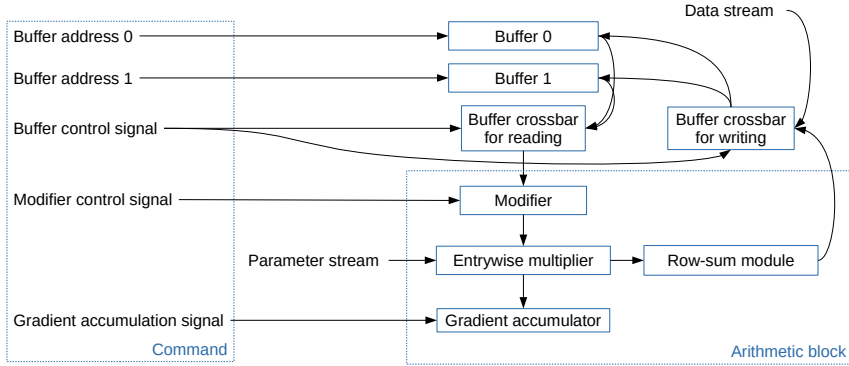 Data stream
Buffer address 0
Buffer 0
Buffer address 1
Buffer 1
Buffer control signal
Buffer crossbar
for reading
Buffer crossbar
for writing
Modifier control signal
Modifier
Parameter stream
Entrywise multiplier
Row-sum module
Gradient accumulation signal
Gradient accumulator
Command
Arithmetic block